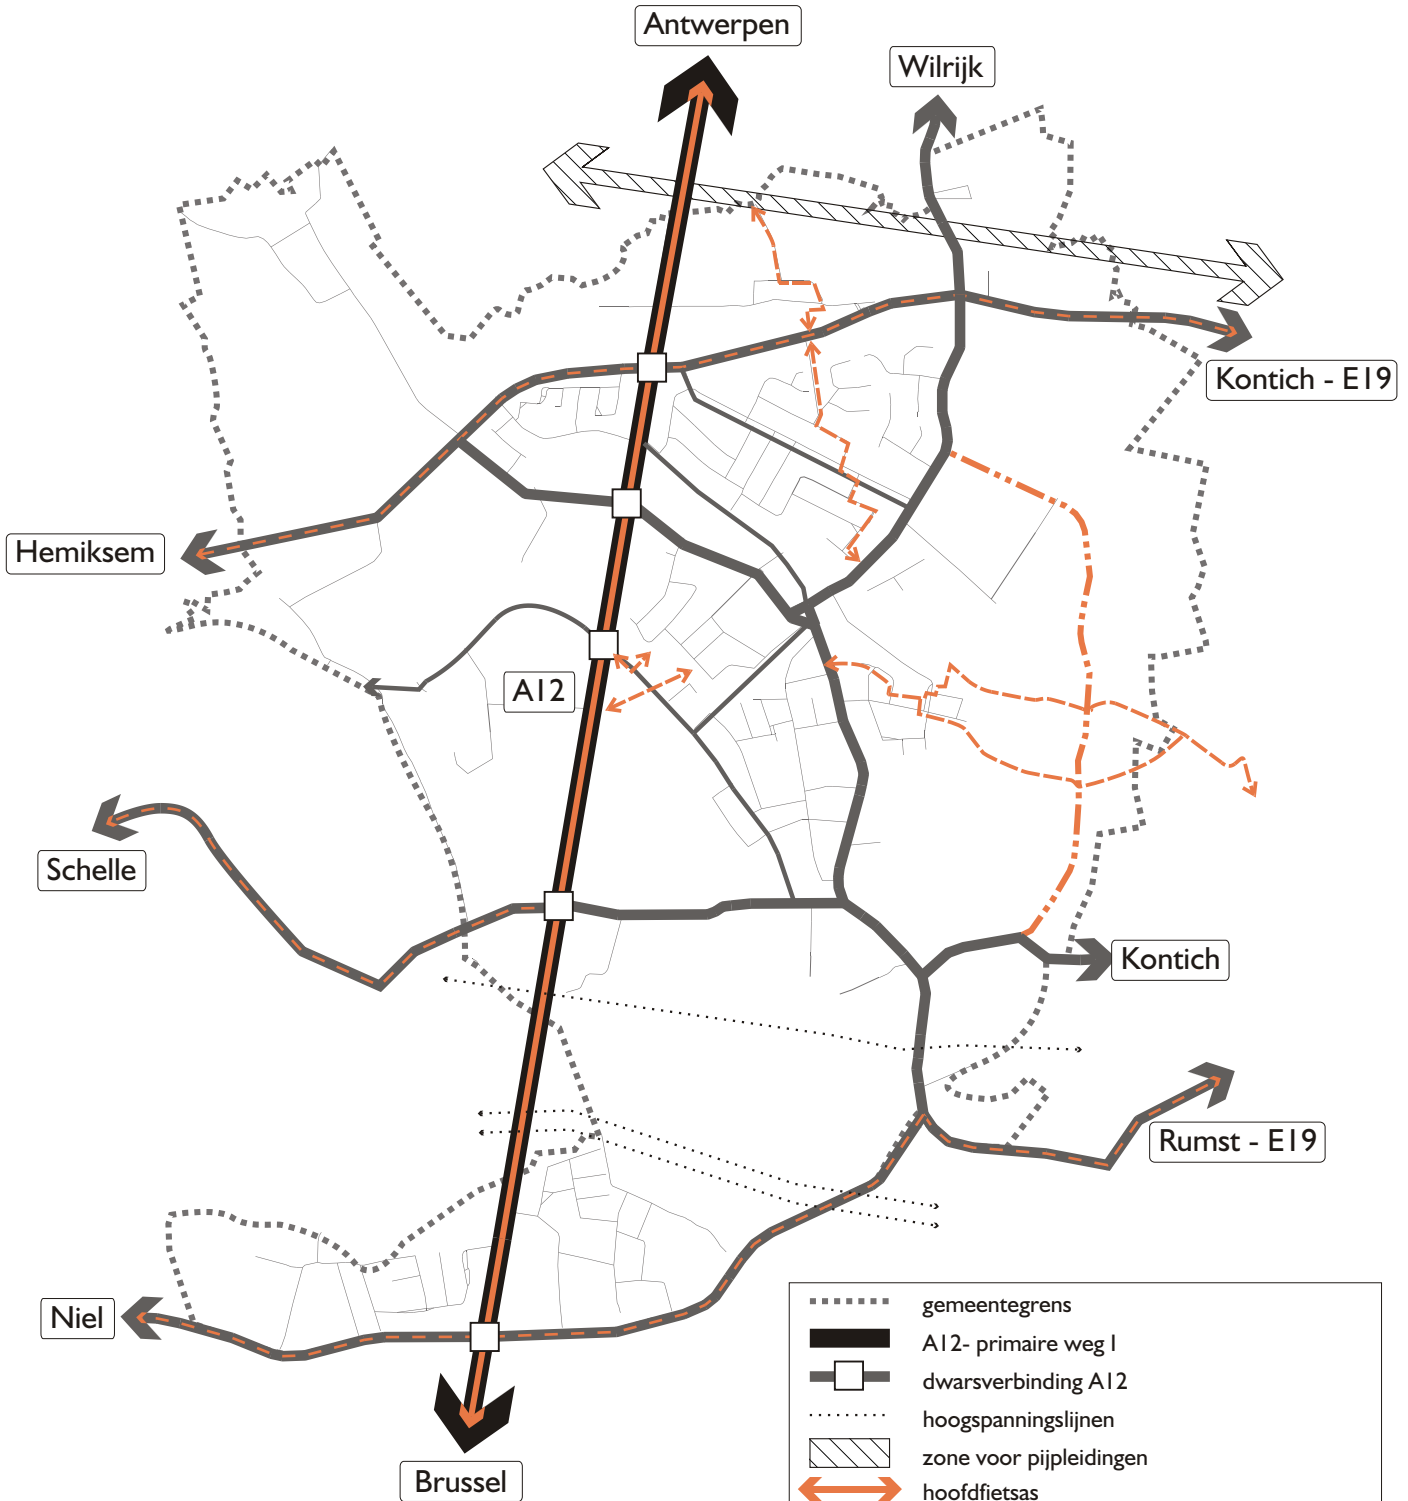 Antwerpen
Wilrijk
Kontich - E19
Hemiksem
A12
Schelle
Kontich
Rumst - E19
Niel
Brussel
gemeentegrens
A12- primaire weg I
dwarsverbinding A12
hoogspanningslijnen
zone voor pijpleidingen
hoofdfietsas